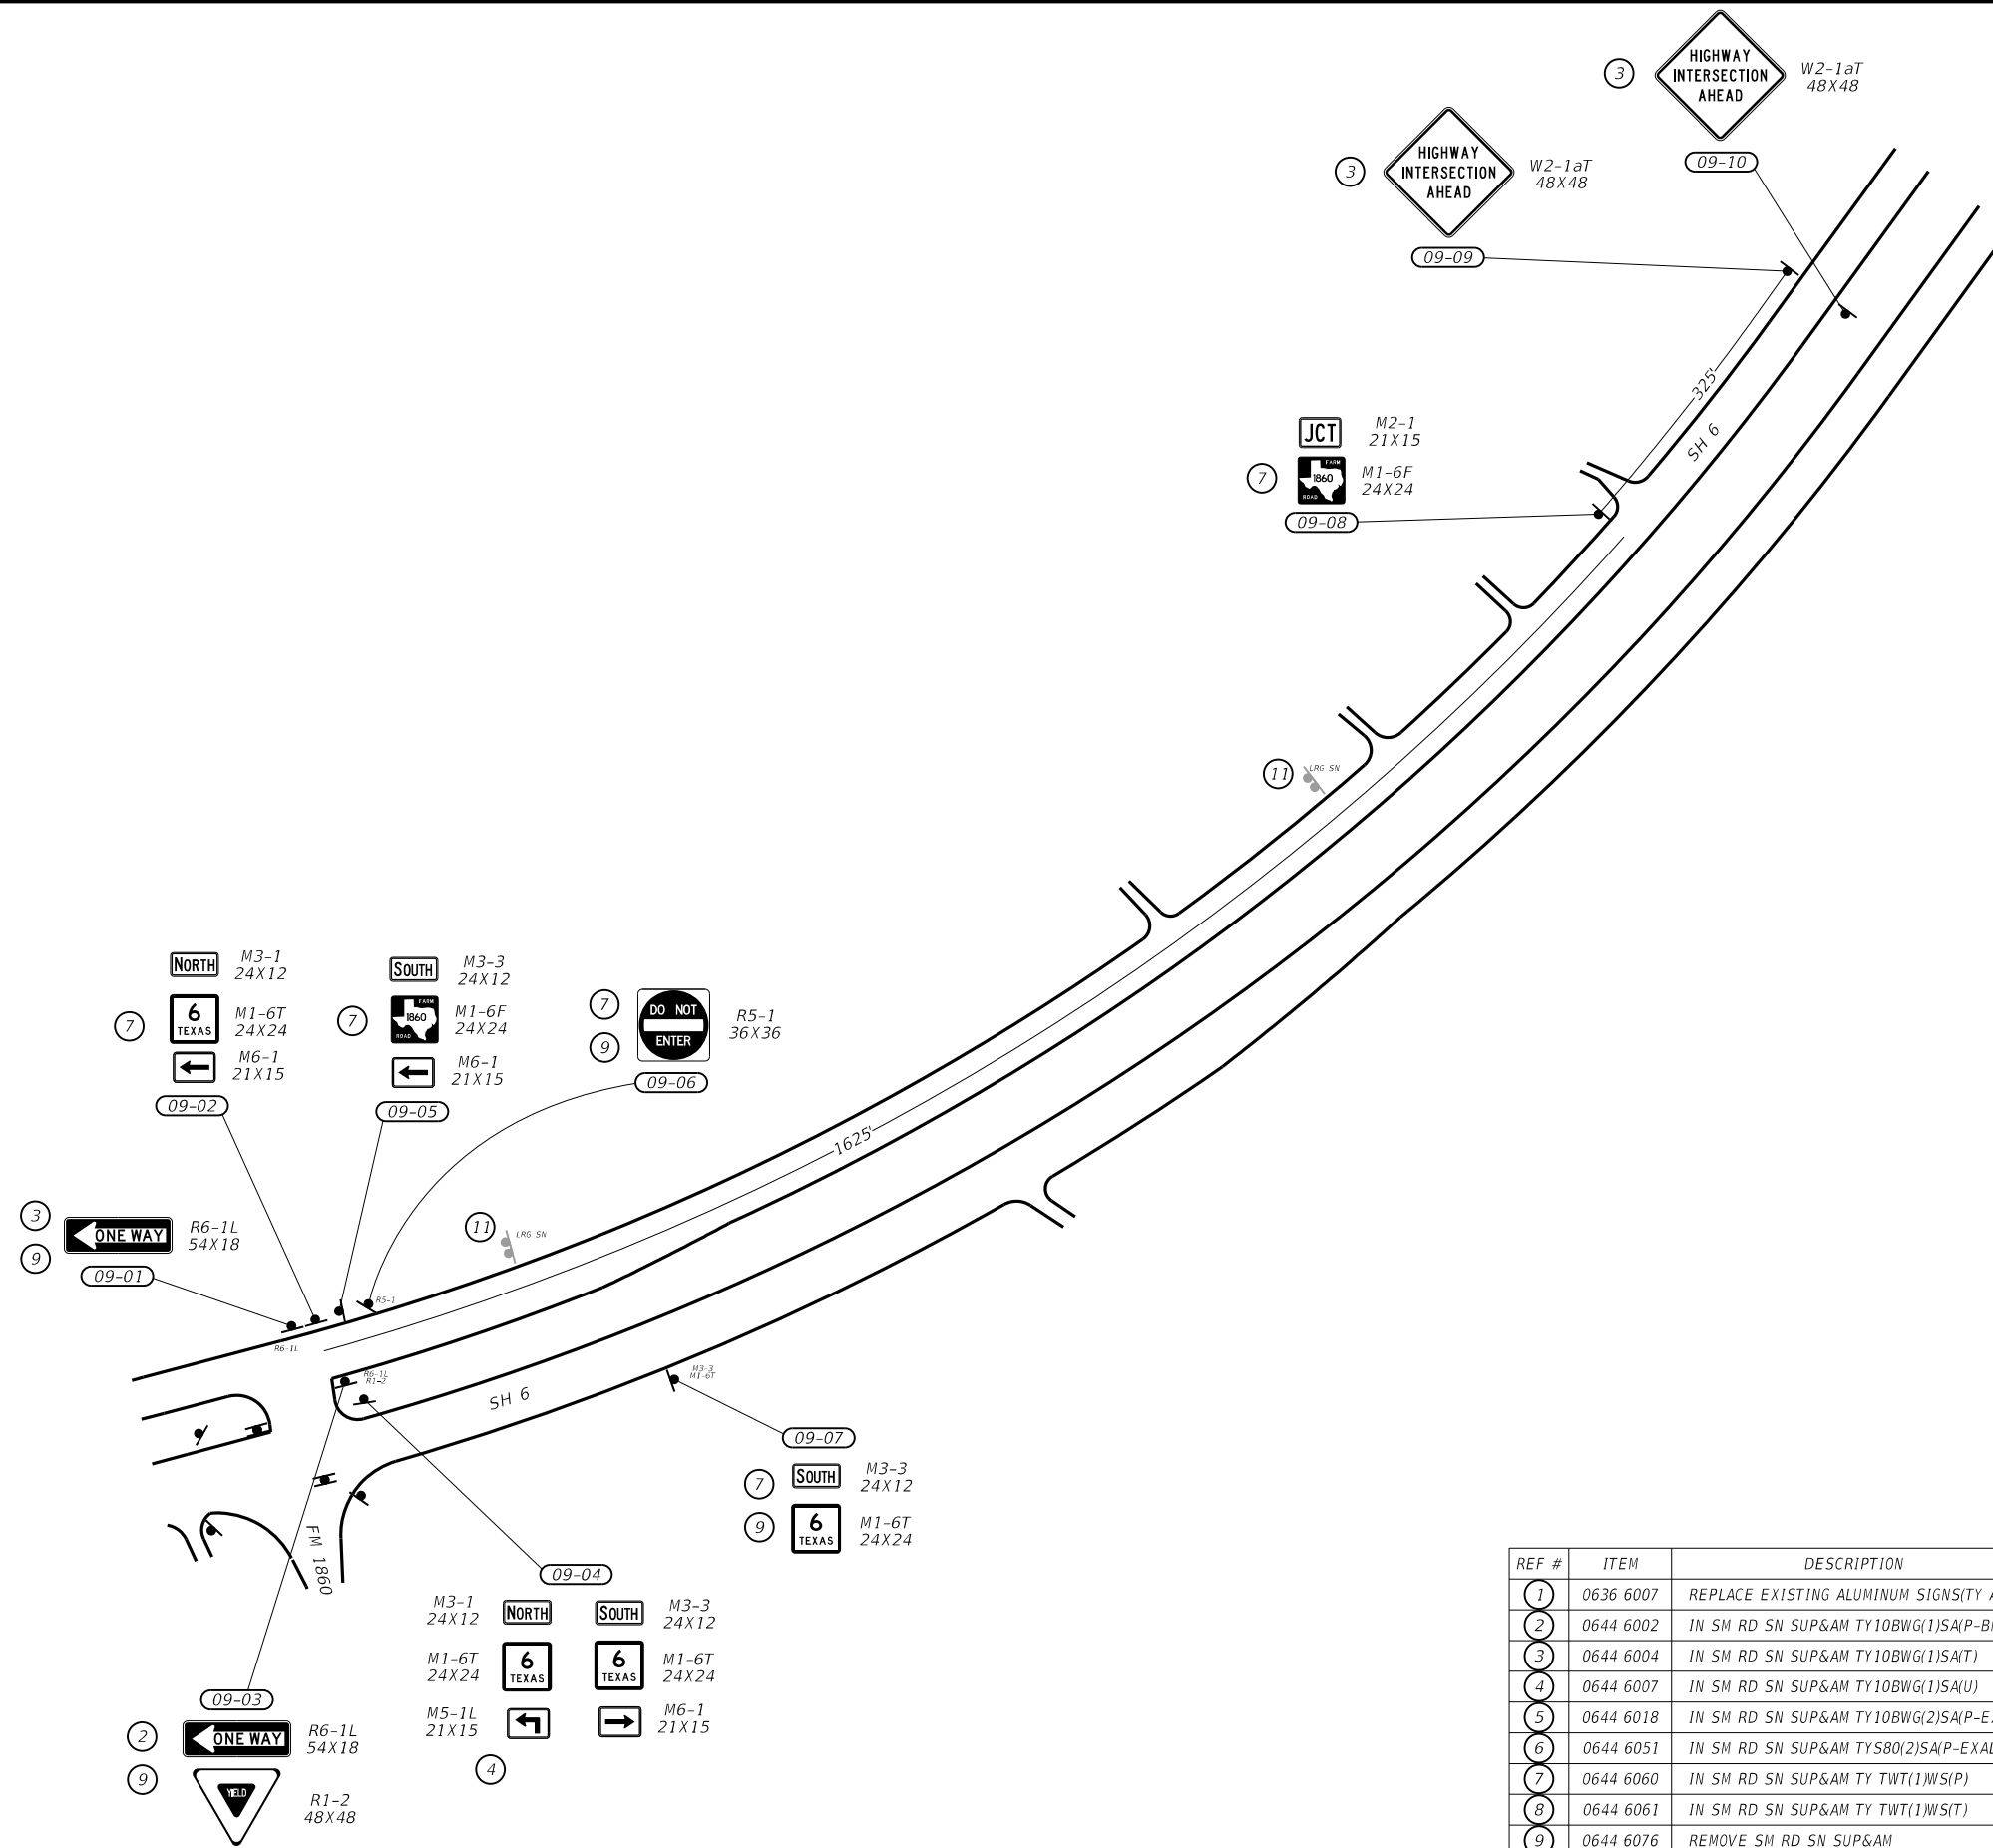 HIGHWAY
INTERSECTION
AHEAD
3
W2-1aT
48X48
09-10
HIGHWAY
INTERSECTION
AHEAD
3
W2-1aT
48X48
09-09
325'
SH 6
JCT
M2-1
21X15
7
FARM
1860
ROAD
M1-6F
24X24
09-08
11
LRG SN
NORTH
M3-1
24X12
7
6
TEXAS
M1-6T
24X24
M6-1
21X15
09-02
SOUTH
M3-3
24X12
7
FARM
1860
ROAD
M1-6F
24X24
M6-1
21X15
09-05
7
9
DO NOT
ENTER
R5-1
36X36
09-06
1625'
3
9
ONE WAY
R6-1L
54X18
09-01
11
LRG SN
R5-1
R6-1L
R6-1L
R1-2
SH 6
M3-3
M1-6T
09-07
7
SOUTH
M3-3
24X12
9
6
TEXAS
M1-6T
24X24
FM 1860
09-04
M3-1
24X12
NORTH
SOUTH
M3-3
24X12
M1-6T
24X24
6
TEXAS
6
TEXAS
M1-6T
24X24
M5-1L
21X15
M6-1
21X15
4
09-03
2
9
ONE WAY
R6-1L
54X18
YIELD
R1-2
48X48
REF # ITEM DESCRIPTION
1 0636 6007 REPLACE EXISTING ALUMINUM SIGNS(TY A
2 0644 6002 IN SM RD SN SUP&AM TY10BWG(1)SA(P-B
3 0644 6004 IN SM RD SN SUP&AM TY10BWG(1)SA(T)
4 0644 6007 IN SM RD SN SUP&AM TY10BWG(1)SA(U)
5 0644 6018 IN SM RD SN SUP&AM TY10BWG(2)SA(P-E
6 0644 6051 IN SM RD SN SUP&AM TYS80(2)SA(P-EXAL
7 0644 6060 IN SM RD SN SUP&AM TY TWT(1)WS(P)
8 0644 6061 IN SM RD SN SUP&AM TY TWT(1)WS(T)
9 0644 6076 REMOVE SM RD SN SUP&AM